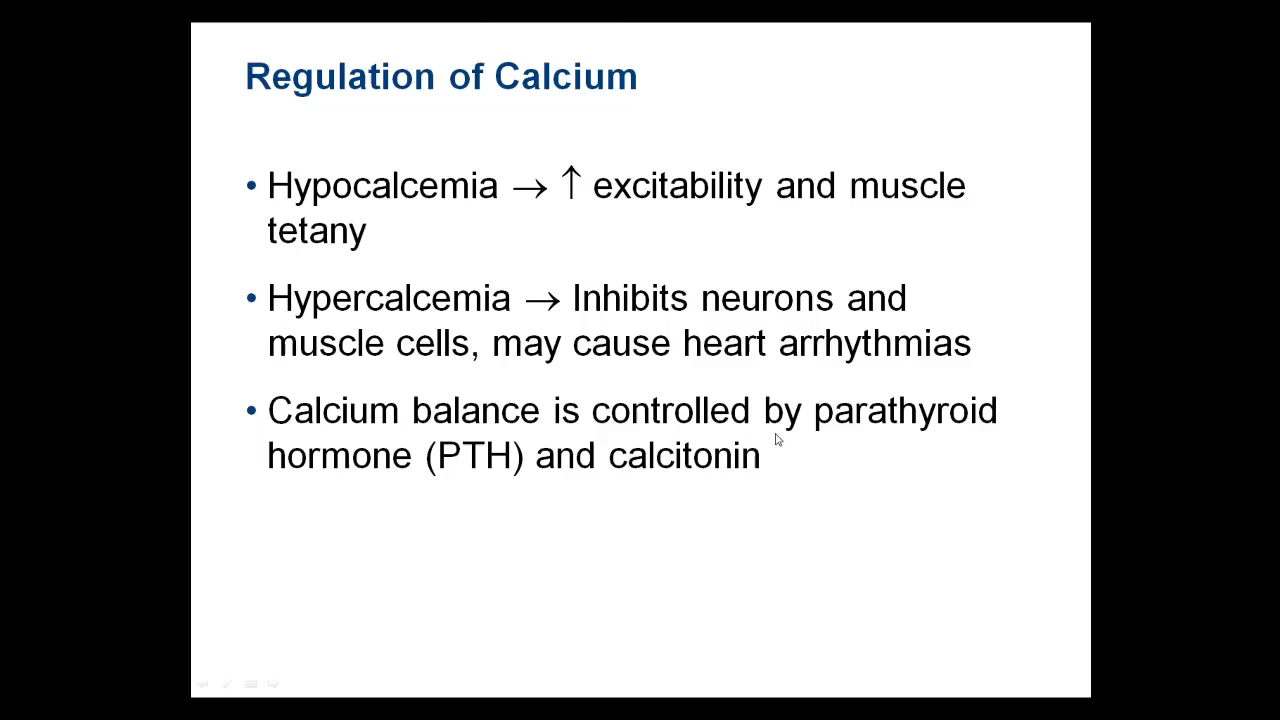 Regulation of Calcium
• Hypocalcemia → ↑ excitability and muscle
tetany
• Hypercalcemia → Inhibits neurons and
muscle cells, may cause heart arrhythmias
• Calcium balance is controlled by parathyroid
hormone (PTH) and calcitonin